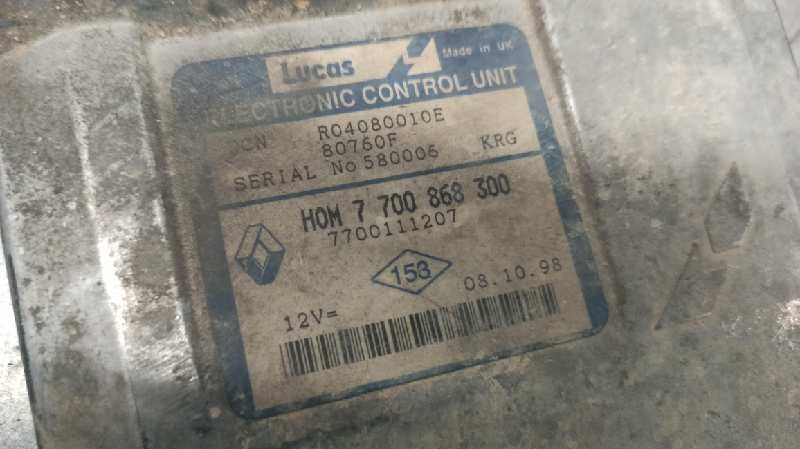 Lucas Made in UK
ELECTRONIC CONTROL UNIT
R04080010E
80760F
SERIAL No 580006 KRG
HOM 7 700 868 300
7700111207
153 08.10.98
12V=